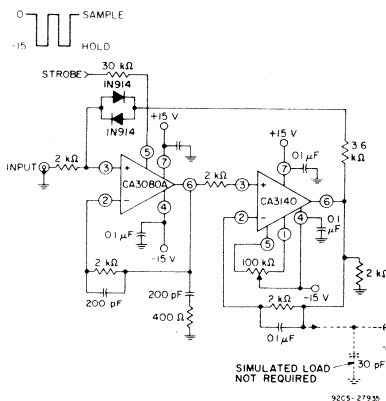 0
SAMPLE
-15
HOLD
STROBE
30 kΩ
1N914
1N914
+15 V
+15 V
INPUT
2 kΩ
3
5
7
CA3080A
6
2
4
0.1 μF
-15 V
2 kΩ
3
7
0.1 μF
CA3140
6
3.6 kΩ
2
4
5
1
0.1 μF
100 kΩ
-15 V
2 kΩ
2 kΩ
200 pF
200 pF
400 Ω
2 kΩ
0.1 μF
SIMULATED LOAD
NOT REQUIRED
30 pF
92CS-27935